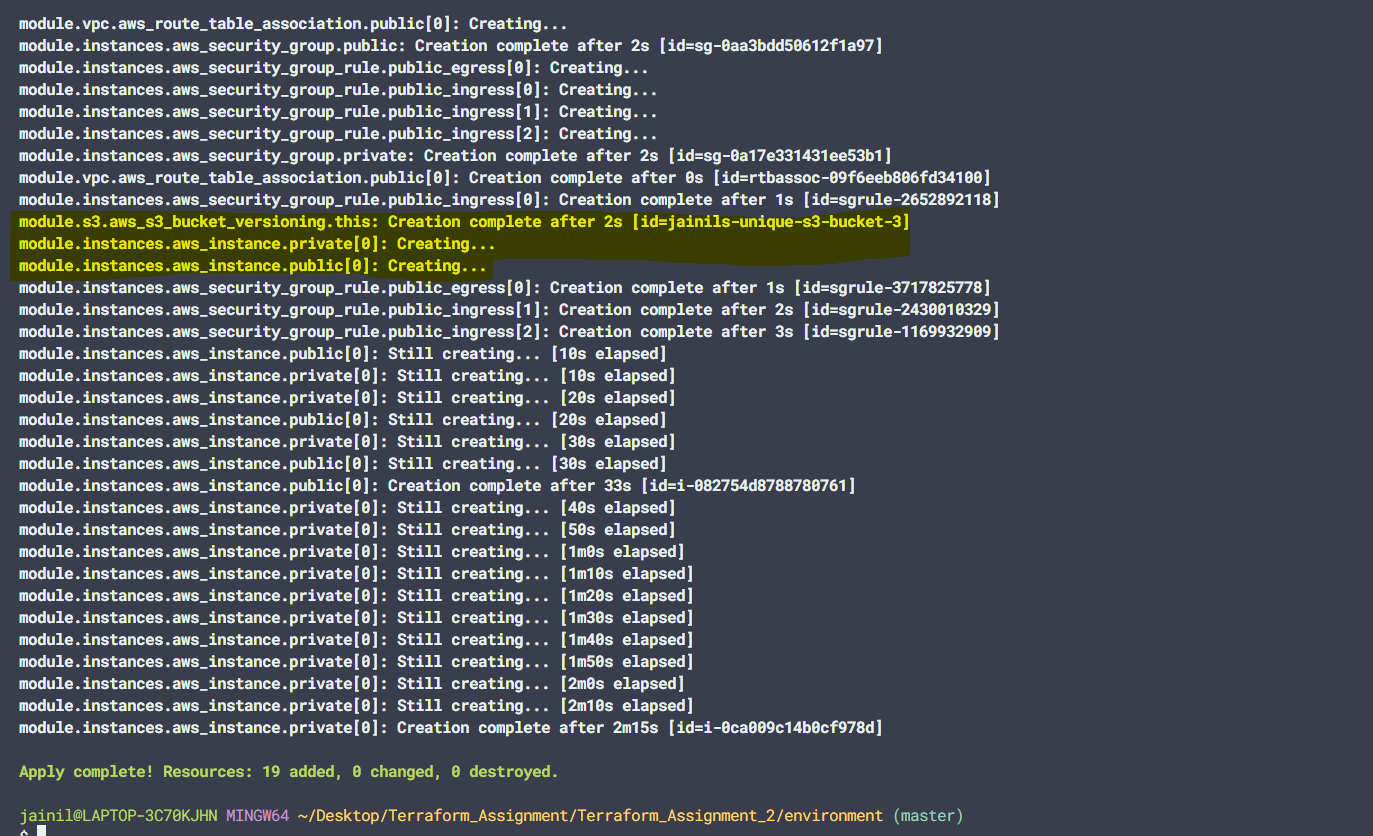 module.vpc.aws_route_table_association.public[0]: Creating...
module.instances.aws_security_group.public: Creation complete after 2s [id=sg-0aa3bdd50612f1a97]
module.instances.aws_security_group_rule.public_egress[0]: Creating...
module.instances.aws_security_group_rule.public_ingress[0]: Creating...
module.instances.aws_security_group_rule.public_ingress[1]: Creating...
module.instances.aws_security_group_rule.public_ingress[2]: Creating...
module.instances.aws_security_group.private: Creation complete after 2s [id=sg-0a17e331431ee53b1]
module.vpc.aws_route_table_association.public[0]: Creation complete after 0s [id=rtbassoc-09f6eeb806fd34100]
module.instances.aws_security_group_rule.public_ingress[0]: Creation complete after 1s [id=sgrule-2652892118]
module.s3.aws_s3_bucket_versioning.this: Creation complete after 2s [id=jainils-unique-s3-bucket-3]
module.instances.aws_instance.private[0]: Creating...
module.instances.aws_instance.public[0]: Creating...
module.instances.aws_security_group_rule.public_egress[0]: Creation complete after 1s [id=sgrule-3717825778]
module.instances.aws_security_group_rule.public_ingress[1]: Creation complete after 2s [id=sgrule-2430010329]
module.instances.aws_security_group_rule.public_ingress[2]: Creation complete after 3s [id=sgrule-1169932909]
module.instances.aws_instance.public[0]: Still creating... [10s elapsed]
module.instances.aws_instance.private[0]: Still creating... [10s elapsed]
module.instances.aws_instance.private[0]: Still creating... [20s elapsed]
module.instances.aws_instance.public[0]: Still creating... [20s elapsed]
module.instances.aws_instance.private[0]: Still creating... [30s elapsed]
module.instances.aws_instance.public[0]: Still creating... [30s elapsed]
module.instances.aws_instance.public[0]: Creation complete after 33s [id=i-082754d8788780761]
module.instances.aws_instance.private[0]: Still creating... [40s elapsed]
module.instances.aws_instance.private[0]: Still creating... [50s elapsed]
module.instances.aws_instance.private[0]: Still creating... [1m0s elapsed]
module.instances.aws_instance.private[0]: Still creating... [1m10s elapsed]
module.instances.aws_instance.private[0]: Still creating... [1m20s elapsed]
module.instances.aws_instance.private[0]: Still creating... [1m30s elapsed]
module.instances.aws_instance.private[0]: Still creating... [1m40s elapsed]
module.instances.aws_instance.private[0]: Still creating... [1m50s elapsed]
module.instances.aws_instance.private[0]: Still creating... [2m0s elapsed]
module.instances.aws_instance.private[0]: Still creating... [2m10s elapsed]
module.instances.aws_instance.private[0]: Creation complete after 2m15s [id=i-0ca009c14b0cf978d]
Apply complete! Resources: 19 added, 0 changed, 0 destroyed.
jainil@LAPTOP-3C70KJHN MINGW64 ~/Desktop/Terraform_Assignment/Terraform_Assignment_2/environment (master)
$